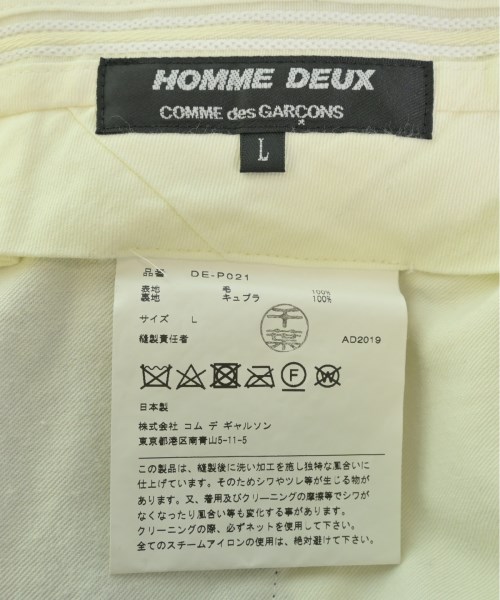 HOMME DEUX
COMME des GARÇONS
L
品番 DE-P021
表地 毛 100%
裏地 キュプラ 100%
サイズ L
縫製責任者 千葉 AD2019
F W
日本製
株式会社 コム デ ギャルソン
東京都港区南青山5-11-5
この製品は、縫製後に洗い加工を施し独特な風合いに
仕上げています。そのためシワやツレ等が生じる物が
あります。又、着用及びクリーニングの摩擦等でシワが
なくなったり風合い等も変化する事があります。
クリーニングの際、必ずネットを使用して下さい。
全てのスチームアイロンの使用は、絶対避けて下さい。